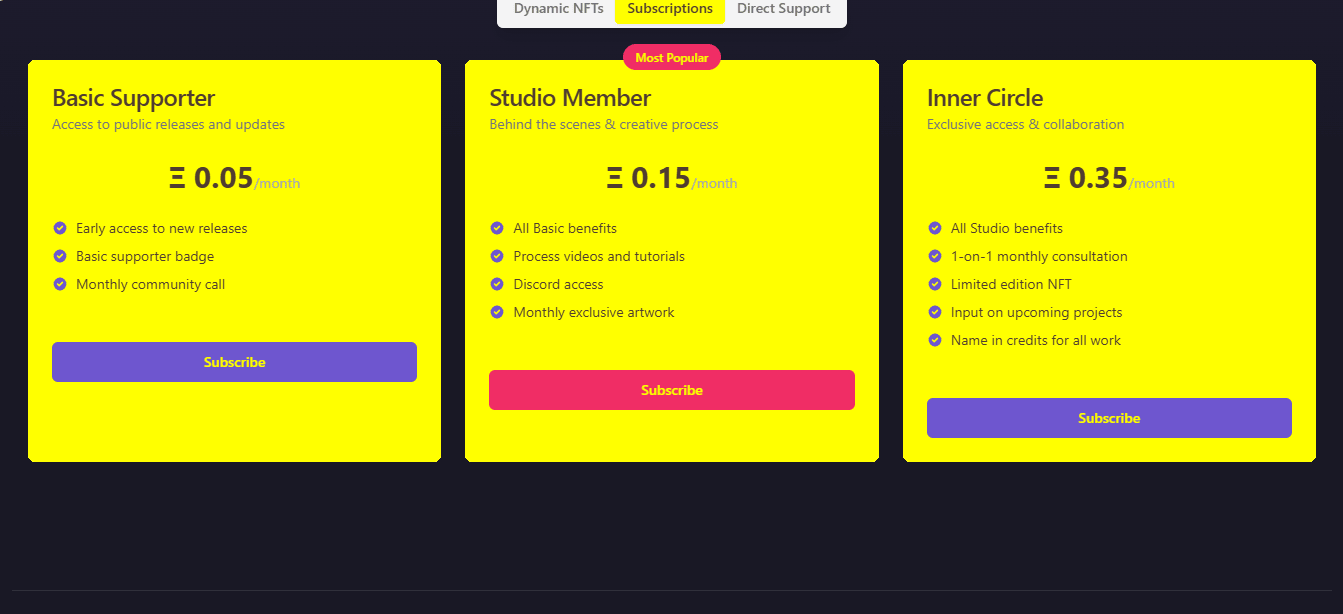 Dynamic NFTs Subscriptions Direct Support
Most Popular
Basic Supporter
Access to public releases and updates
Ξ 0.05/month
Early access to new releases
Basic supporter badge
Monthly community call
Subscribe
Studio Member
Behind the scenes & creative process
Ξ 0.15/month
All Basic benefits
Process videos and tutorials
Discord access
Monthly exclusive artwork
Subscribe
Inner Circle
Exclusive access & collaboration
Ξ 0.35/month
All Studio benefits
1-on-1 monthly consultation
Limited edition NFT
Input on upcoming projects
Name in credits for all work
Subscribe